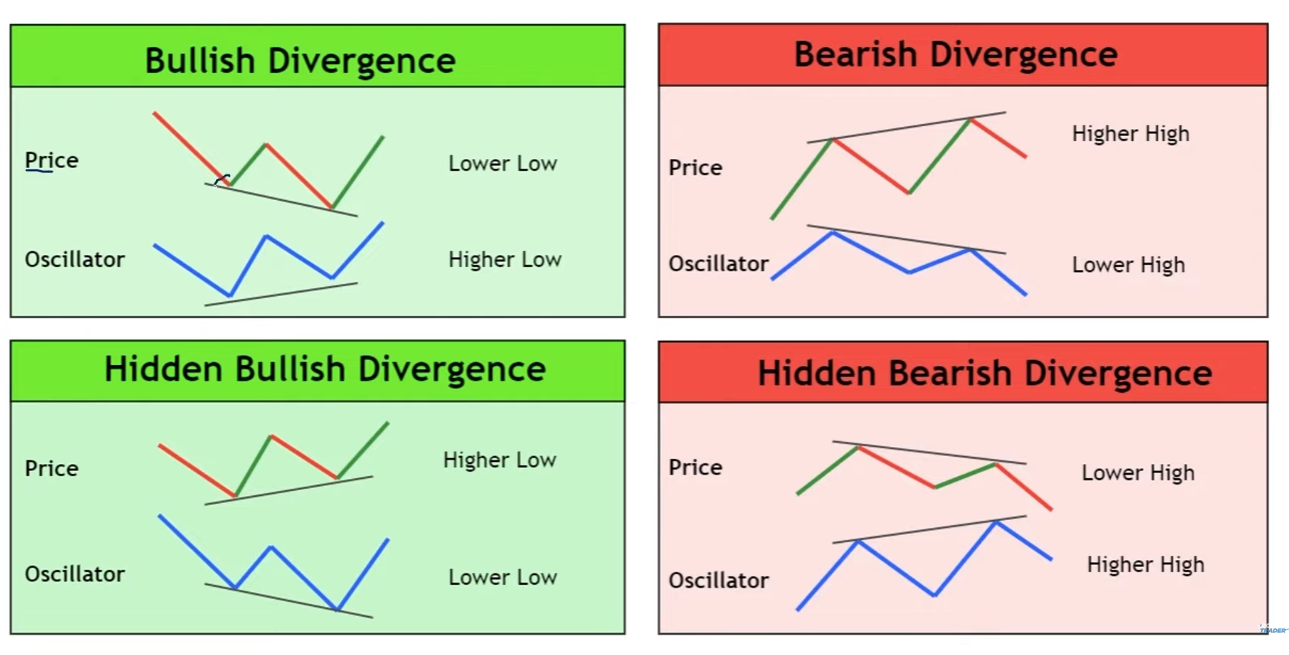 Bullish Divergence
Price
Lower Low
Oscillator
Higher Low
Bearish Divergence
Higher High
Price
Oscillator
Lower High
Hidden Bullish Divergence
Price
Higher Low
Oscillator
Lower Low
Hidden Bearish Divergence
Price
Lower High
Higher High
Oscillator